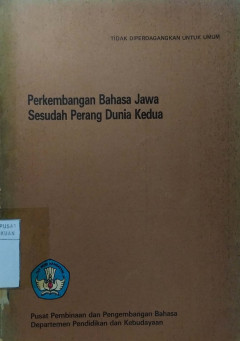 TIDAK DIPERDAGANGKAN UNTUK UMUM
Perkembangan Bahasa Jawa
Sesudah Perang Dunia Kedua
PUSAT
Pusat Pembinaan dan Pengembangan Bahasa
Departemen Pendidikan dan Kebudayaan